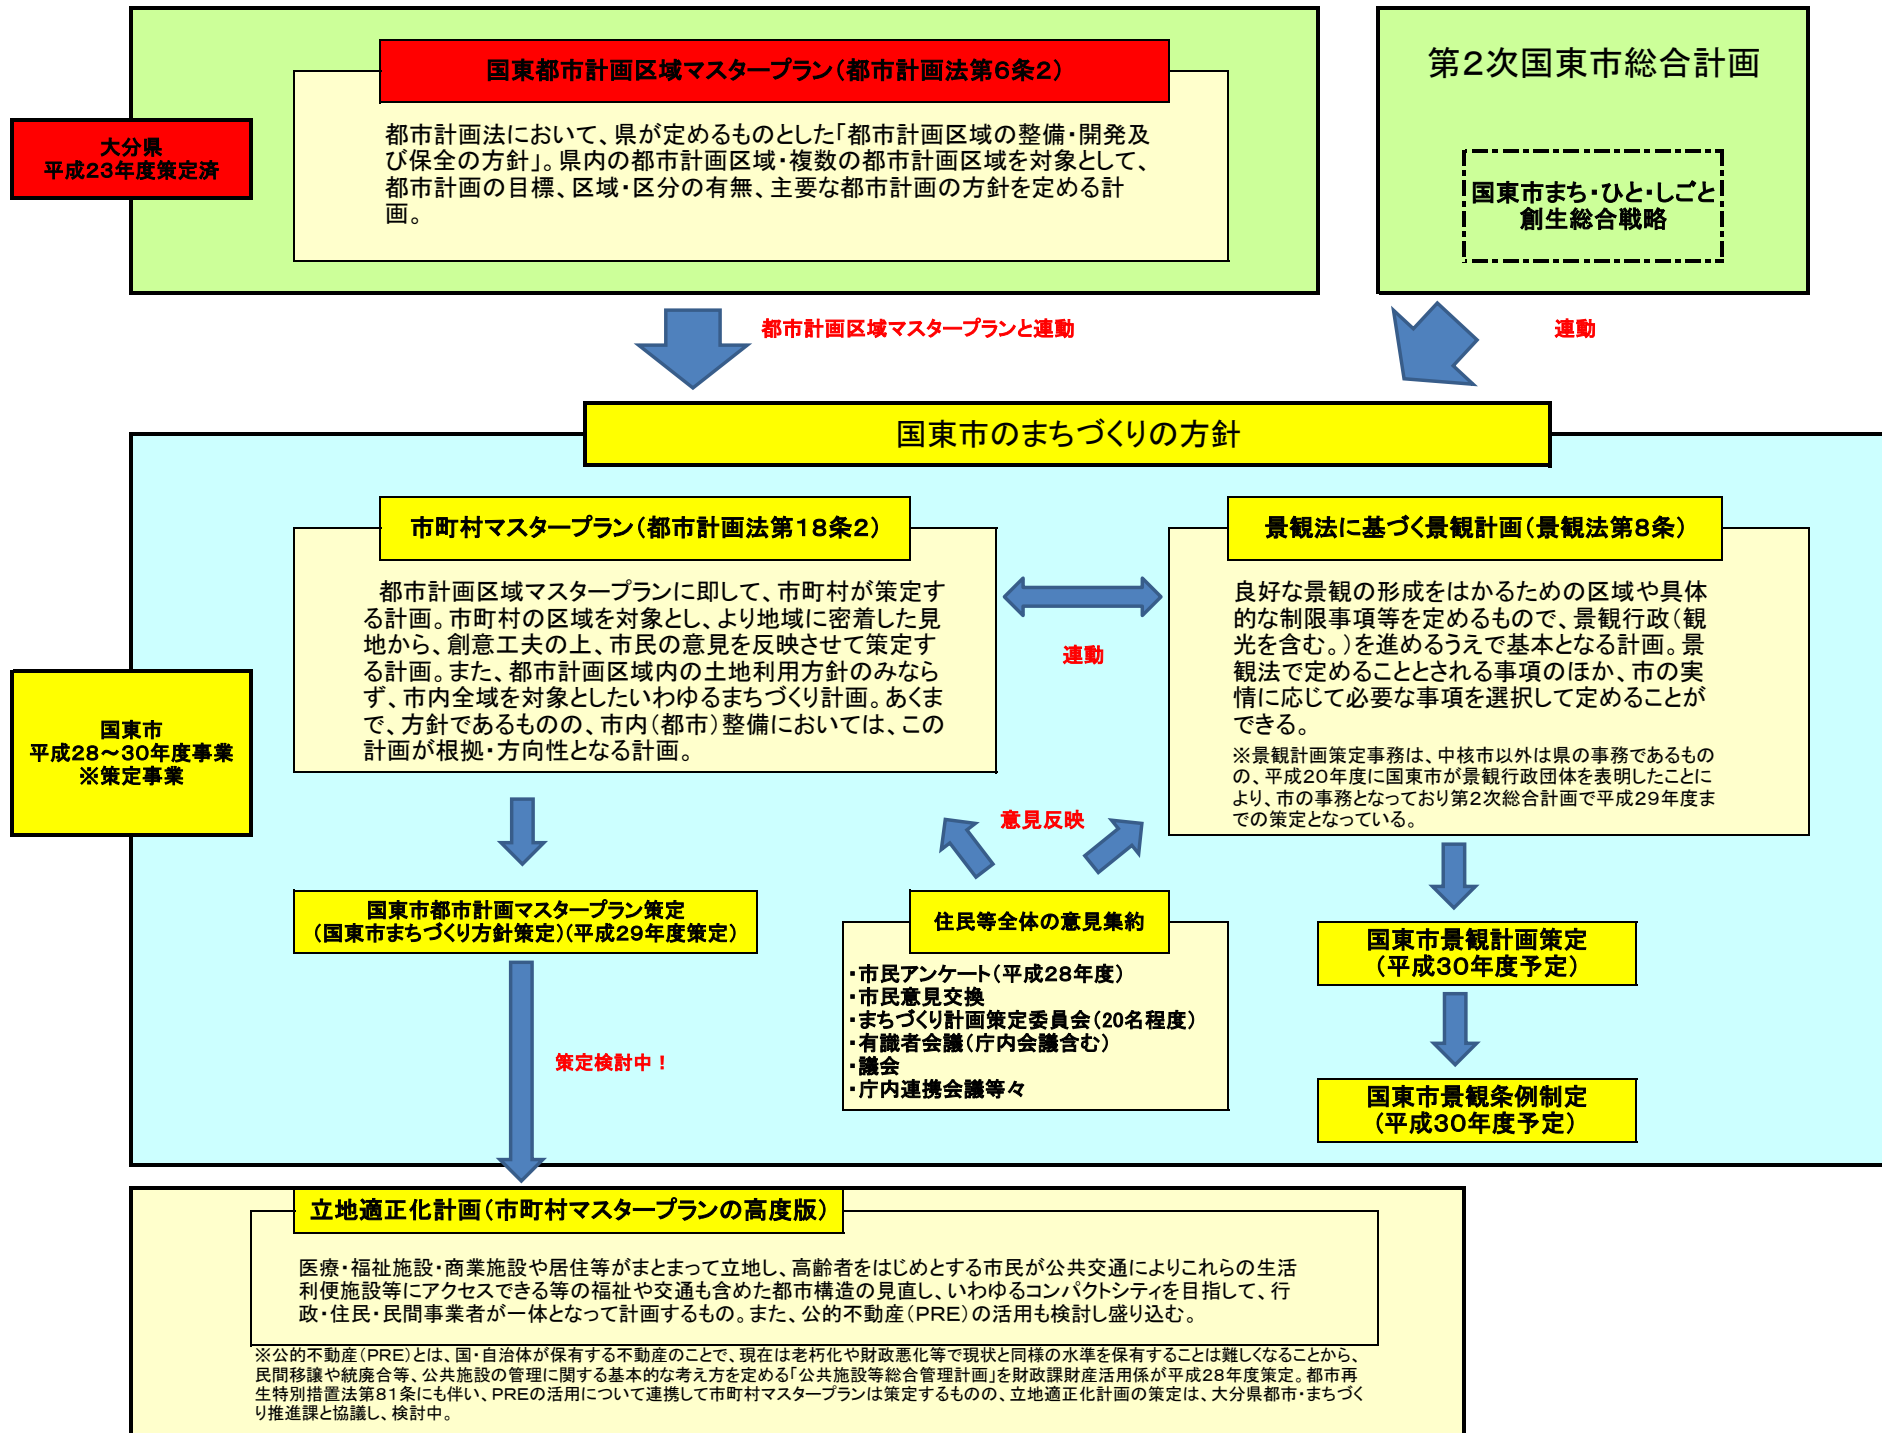 国東都市計画区域マスタープラン（都市計画法第６条２）
都市計画法において、県が定めるものとした「都市計画区域の整備・開発及
び保全の方針」。県内の都市計画区域・複数の都市計画区域を対象として、
都市計画の目標、区域・区分の有無、主要な都市計画の方針を定める計
画。
大分県
平成２３年度策定済
第２次国東市総合計画
国東市まち・ひと・しごと
創生総合戦略
都市計画区域マスタープランと連動
連動
国東市のまちづくりの方針
国東市
平成２８～３０年度事業
※策定事業
市町村マスタープラン（都市計画法第１８条２）
都市計画区域マスタープランに即して、市町村が策定す
る計画。市町村の区域を対象とし、より地域に密着した見
地から、創意工夫の上、市民の意見を反映させて策定す
る計画。また、都市計画区域内の土地利用方針のみなら
ず、市内全域を対象としたいわゆるまちづくり計画。あくま
で、方針であるものの、市内（都市）整備においては、この
計画が根拠・方向性となる計画。
連動
景観法に基づく景観計画（景観法第８条）
良好な景観の形成をはかるための区域や具体
的な制限事項等を定めるもので、景観行政（観
光を含む。）を進めるうえで基本となる計画。景
観法で定めることとされる事項のほか、市の実
情に応じて必要な事項を選択して定めることが
できる。
※景観計画策定事務は、中核市以外は県の事務であるもの
の、平成２０年度に国東市が景観行政団体を表明したことに
より、市の事務となっており第２次総合計画で平成２９年度ま
での策定となっている。
意見反映
国東市都市計画マスタープラン策定
（国東市まちづくり方針策定）（平成２９年度策定）
住民等全体の意見集約
・市民アンケート（平成２８年度）
・市民意見交換
・まちづくり計画策定委員会（20名程度）
・有識者会議（庁内会議含む）
・議会
・庁内連携会議等々
国東市景観計画策定
（平成３０年度予定）
国東市景観条例制定
（平成３０年度予定）
策定検討中！
立地適正化計画（市町村マスタープランの高度版）
医療・福祉施設・商業施設や居住等がまとまって立地し、高齢者をはじめとする市民が公共交通によりこれらの生活
利便施設等にアクセスできる等の福祉や交通も含めた都市構造の見直し、いわゆるコンパクトシティを目指して、行
政・住民・民間事業者が一体となって計画するもの。また、公的不動産（PRE）の活用も検討し盛り込む。
※公的不動産（PRE）とは、国・自治体が保有する不動産のことで、現在は老朽化や財政悪化等で現状と同様の水準を保有することは難しくなることから、
民間移譲や統廃合等、公共施設の管理に関する基本的な考え方を定める「公共施設等総合管理計画」を財政課財産活用係が平成２８年度策定。都市再
生特別措置法第８１条にも伴い、PREの活用について連携して市町村マスタープランは策定するものの、立地適正化計画の策定は、大分県都市・まちづく
り推進課と協議し、検討中。